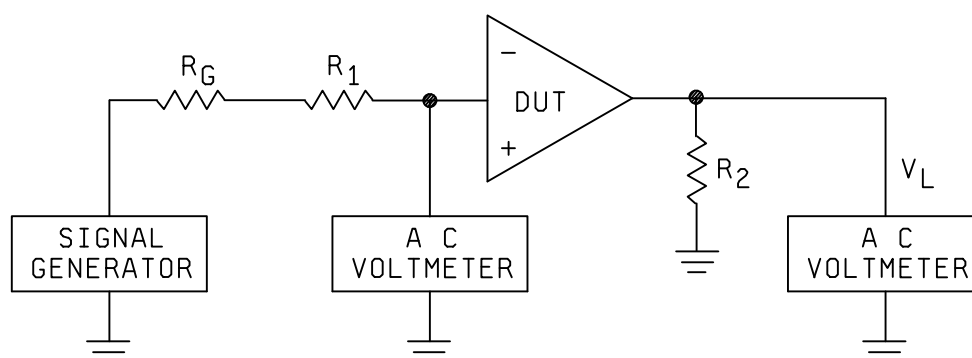 R_G
R_1
−
DUT
+
R_2
V_L
SIGNAL
GENERATOR
A C
VOLTMETER
A C
VOLTMETER